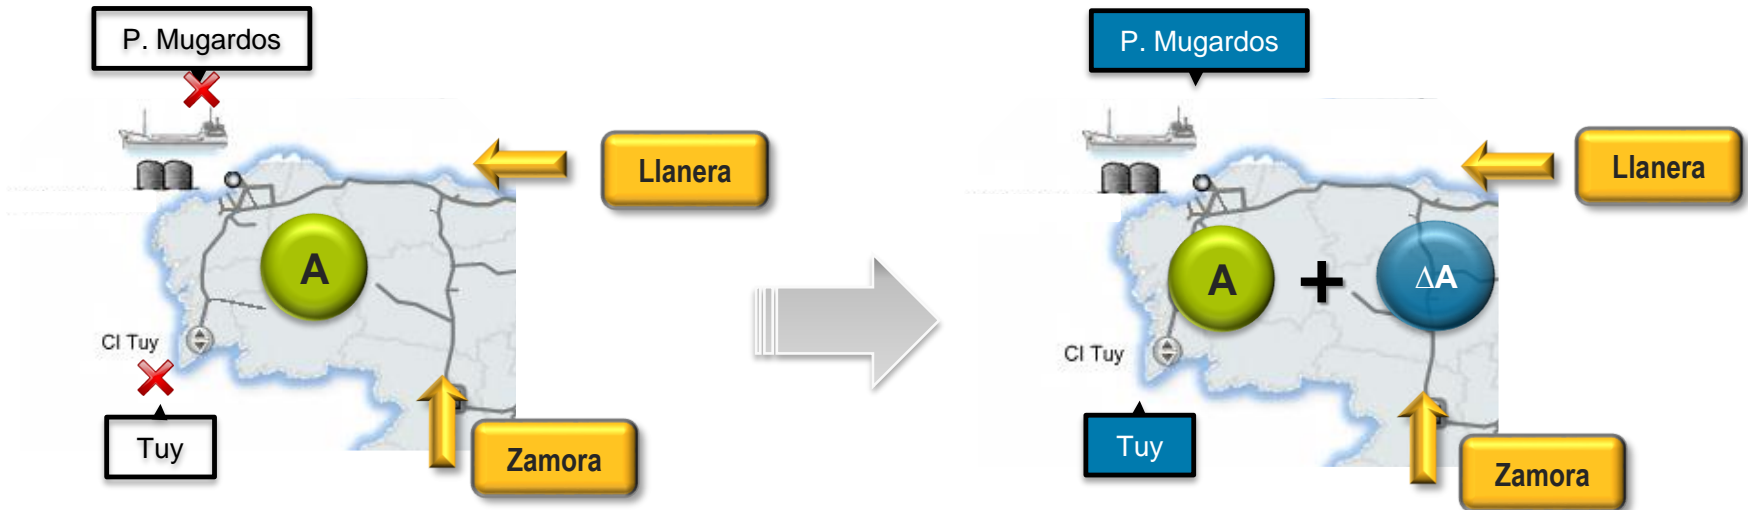 P. Mugardos
Llanera
A
CI Tuy
Tuy
Zamora
P. Mugardos
Llanera
A + ΔA
CI Tuy
Tuy
Zamora